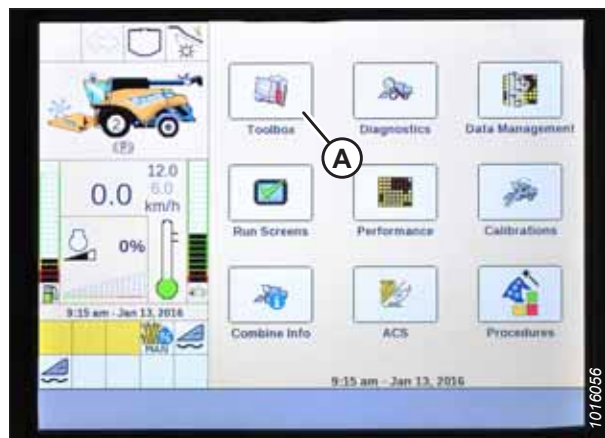 2
(P)
12.0
0.0 6.0
km/h
0%
9:15 am - Jan 13, 2016
MAN
Toolbox Diagnostics Data Management
A
Run Screens Performance Calibrations
Combine Info ACS Procedures
9:15 am - Jan 13, 2016
1016056